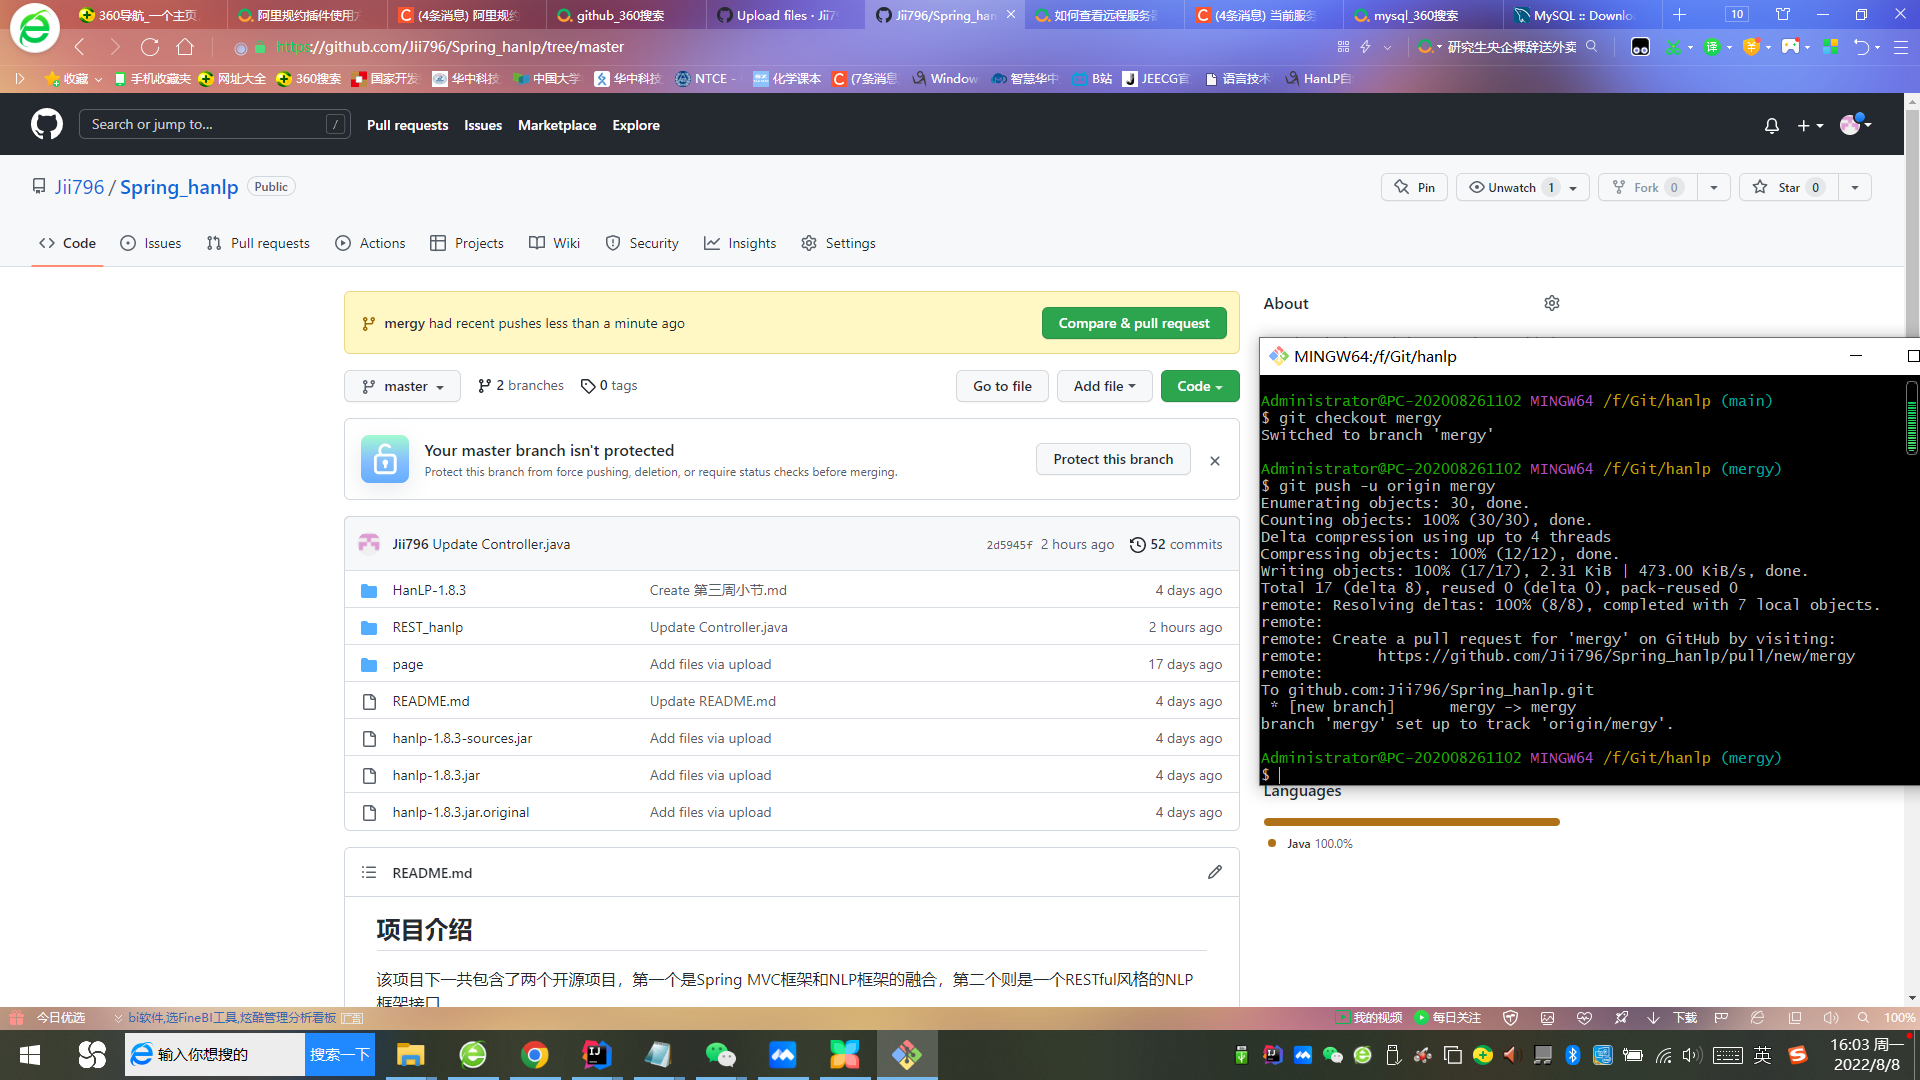 360导航_一个主页
阿里规约插件使用方
(4条消息) 阿里规约
github_360搜索
Upload files · Jii79
Jii796/Spring_han
如何查看远程服务器
(4条消息) 当前服务
mysql_360搜索
MySQL :: Downlo
10
https://github.com/Jii796/Spring_hanlp/tree/master
研究生央企裸辞送外卖
收藏
手机收藏夹
网址大全
360搜索
国家开发
华中科技
中国大学
华中科技
NTCE -
化学课本
(7条消息
Window
智慧华中
B站
JEECG官
语言技术
HanLP自
Search or jump to...
/
Pull requests
Issues
Marketplace
Explore
Jii796 / Spring_hanlp
Public
Pin
Unwatch 1
Fork 0
Star 0
Code
Issues
Pull requests
Actions
Projects
Wiki
Security
Insights
Settings
mergy had recent pushes less than a minute ago
Compare & pull request
About
master
2 branches
0 tags
Go to file
Add file
Code
Your master branch isn't protected
Protect this branch from force pushing, deletion, or require status checks before merging.
Protect this branch
Jii796 Update Controller.java
2d5945f 2 hours ago
52 commits
HanLP-1.8.3
Create 第三周小节.md
4 days ago
REST_hanlp
Update Controller.java
2 hours ago
page
Add files via upload
17 days ago
README.md
Update README.md
4 days ago
hanlp-1.8.3-sources.jar
Add files via upload
4 days ago
hanlp-1.8.3.jar
Add files via upload
4 days ago
hanlp-1.8.3.jar.original
Add files via upload
4 days ago
README.md
项目介绍
该项目下一共包含了两个开源项目，第一个是Spring MVC框架和NLP框架的融合，第二个则是一个RESTful风格的NLP
框架接口
MINGW64:/f/Git/hanlp
Administrator@PC-202008261102 MINGW64 /f/Git/hanlp (main)
$ git checkout mergy
Switched to branch 'mergy'
Administrator@PC-202008261102 MINGW64 /f/Git/hanlp (mergy)
$ git push -u origin mergy
Enumerating objects: 30, done.
Counting objects: 100% (30/30), done.
Delta compression using up to 4 threads
Compressing objects: 100% (12/12), done.
Writing objects: 100% (17/17), 2.31 KiB | 473.00 KiB/s, done.
Total 17 (delta 8), reused 0 (delta 0), pack-reused 0
remote: Resolving deltas: 100% (8/8), completed with 7 local objects.
remote:
remote: Create a pull request for 'mergy' on GitHub by visiting:
remote:      https://github.com/Jii796/Spring_hanlp/pull/new/mergy
remote:
To github.com:Jii796/Spring_hanlp.git
 * [new branch]      mergy -> mergy
branch 'mergy' set up to track 'origin/mergy'.
Administrator@PC-202008261102 MINGW64 /f/Git/hanlp (mergy)
$
Languages
Java 100.0%
今日优选
bi软件,选FineBI工具,炫酷管理分析看板
广告
我的视频
每日关注
下载
100%
输入你想搜的
搜索一下
英
16:03 周一
2022/8/8